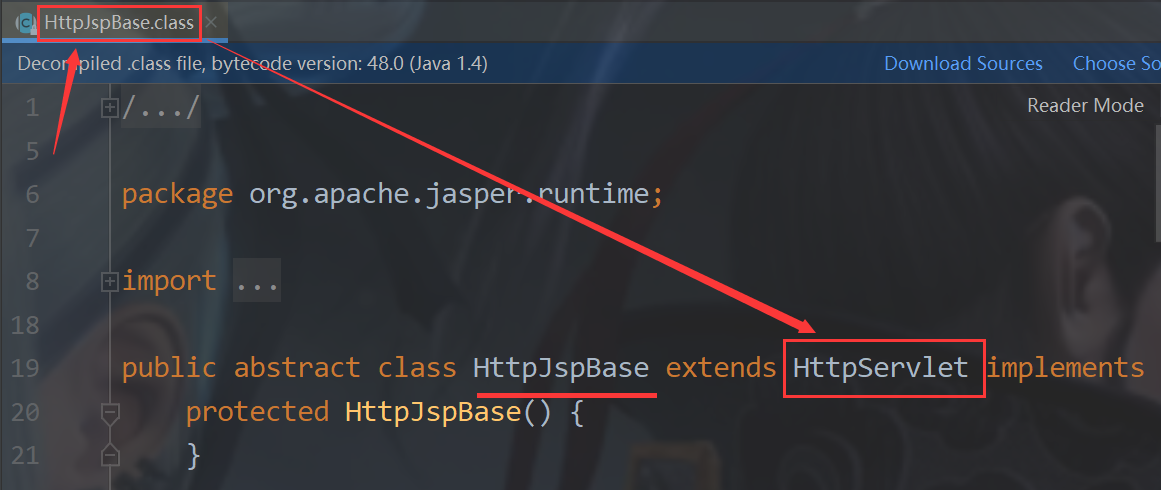 HttpJspBase.class
Decompiled .class file, bytecode version: 48.0 (Java 1.4) Download Sources Choose So
Reader Mode
1 /.../
5
6 package org.apache.jasper.runtime;
7
8 import ...
18
19 public abstract class HttpJspBase extends HttpServlet implements
20 protected HttpJspBase() {
21 }